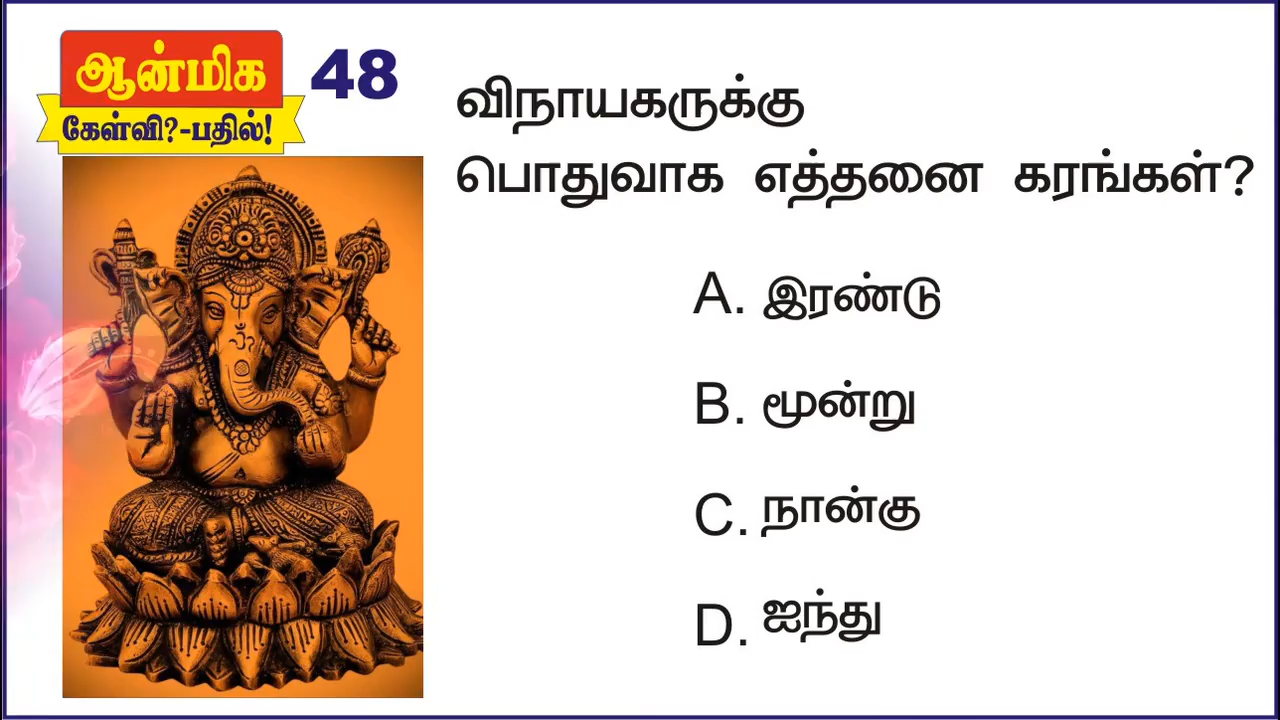 ஆன்மிக
கேள்வி?-பதில்!
48
விநாயகருக்கு
பொதுவாக எத்தனை கரங்கள்?
A. இரண்டு
B. மூன்று
C. நான்கு
D. ஐந்து